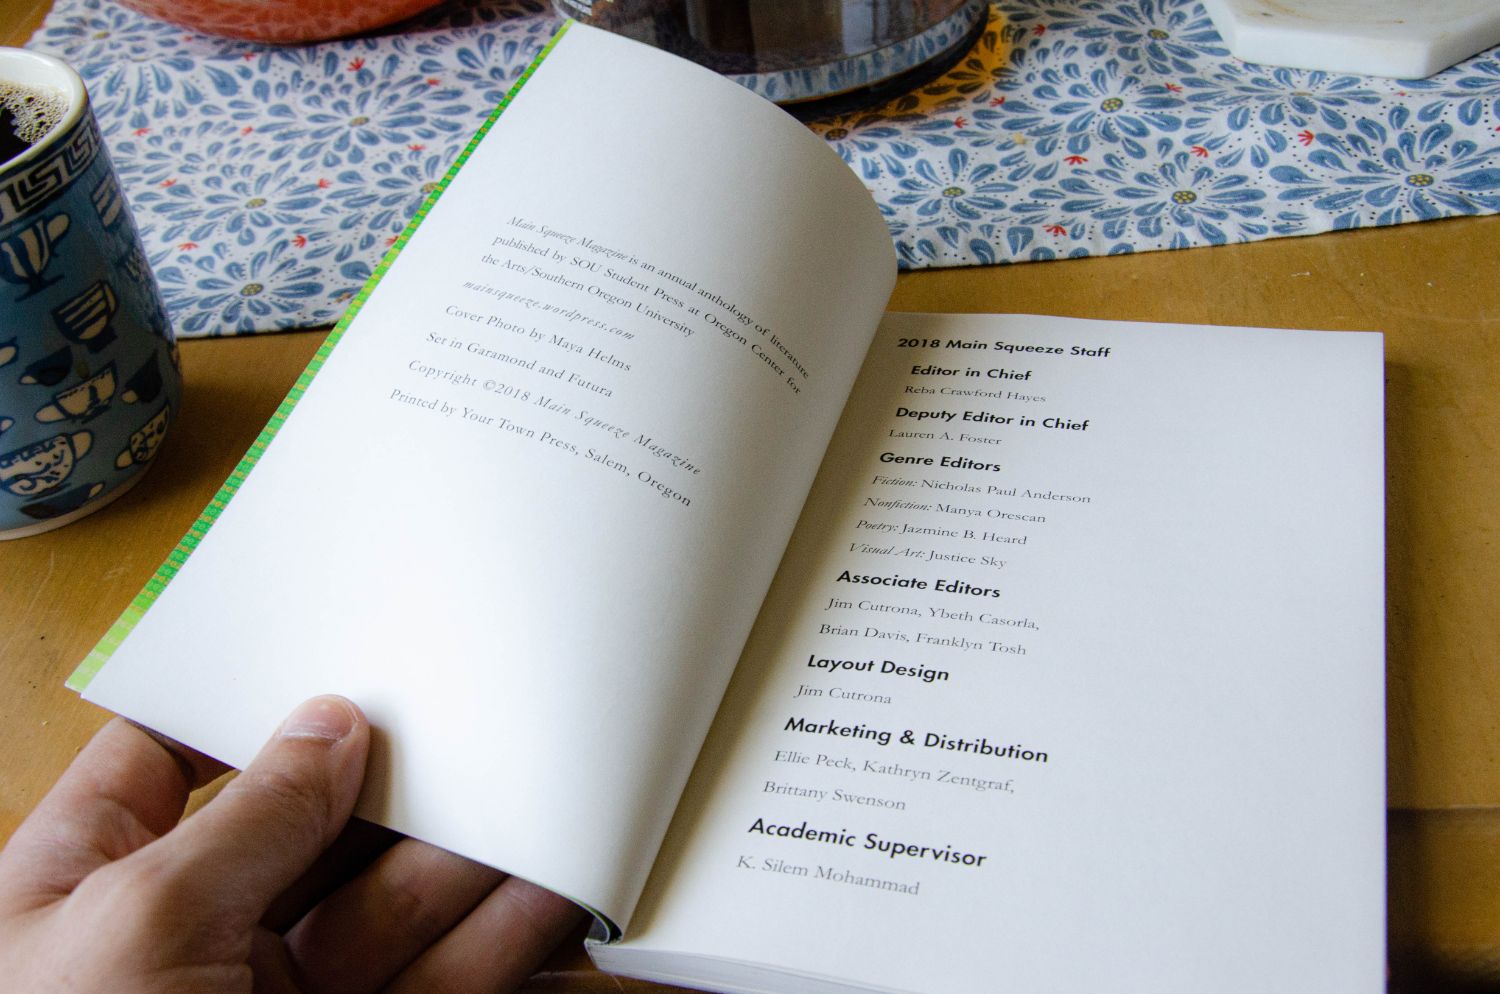 Main Squeeze Magazine is an annual anthology of literature
published by SOU Student Press at Oregon Center for
the Arts/Southern Oregon University
mainsqueeze.wordpress.com
Cover Photo by Maya Helms
Set in Garamond and Futura
Copyright ©2018 Main Squeeze Magazine
Printed by Your Town Press, Salem, Oregon
2018 Main Squeeze Staff
Editor in Chief
Reba Crawford Hayes
Deputy Editor in Chief
Lauren A. Foster
Genre Editors
Fiction: Nicholas Paul Anderson
Nonfiction: Manya Orescan
Poetry: Jazmine B. Heard
Visual Art: Justice Sky
Associate Editors
Jim Cutrona, Ybeth Casorla,
Brian Davis, Franklyn Tosh
Layout Design
Jim Cutrona
Marketing & Distribution
Ellie Peck, Kathryn Zentgraf,
Brittany Swenson
Academic Supervisor
K. Silem Mohammad